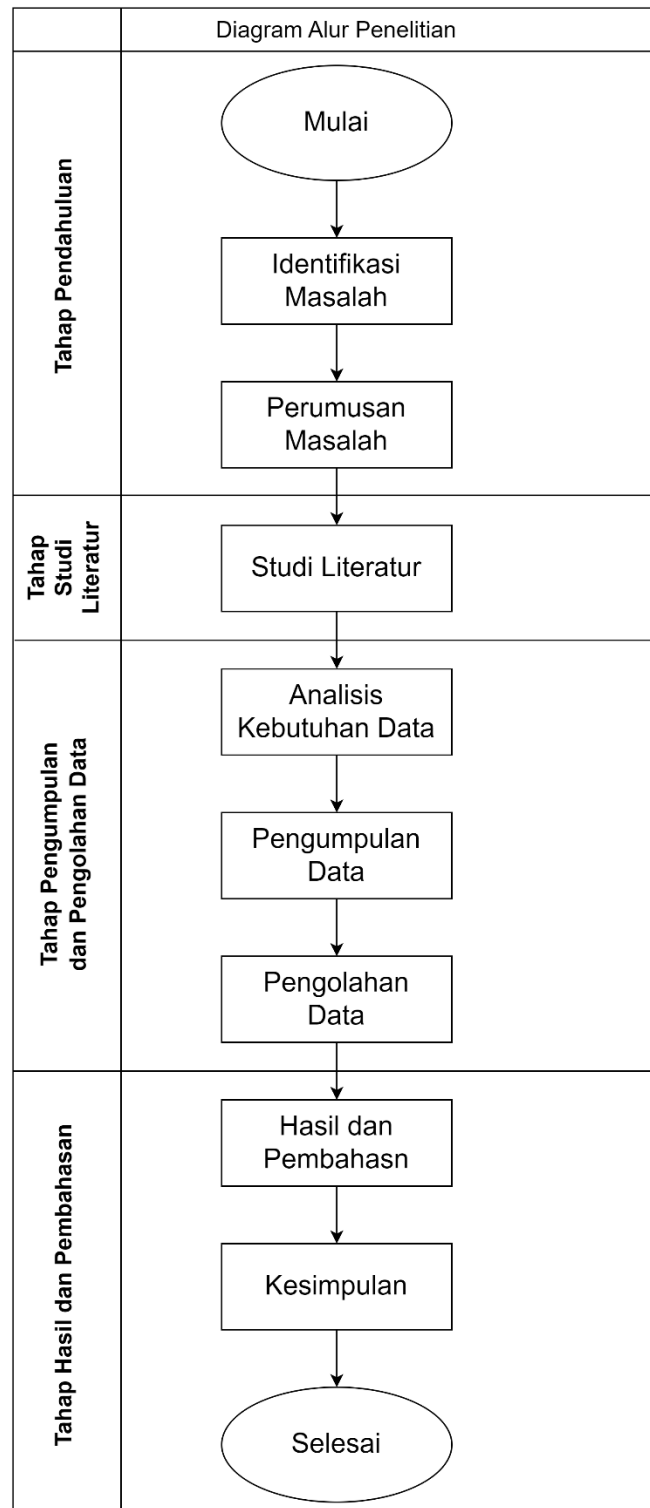 Diagram Alur Penelitian
Tahap Pendahuluan
Mulai
Identifikasi
Masalah
Perumusan
Masalah
Tahap
Studi
Literatur
Studi Literatur
Tahap Pengumpulan
dan Pengolahan Data
Analisis
Kebutuhan Data
Pengumpulan
Data
Pengolahan
Data
Tahap Hasil dan Pembahasan
Hasil dan
Pembahasn
Kesimpulan
Selesai